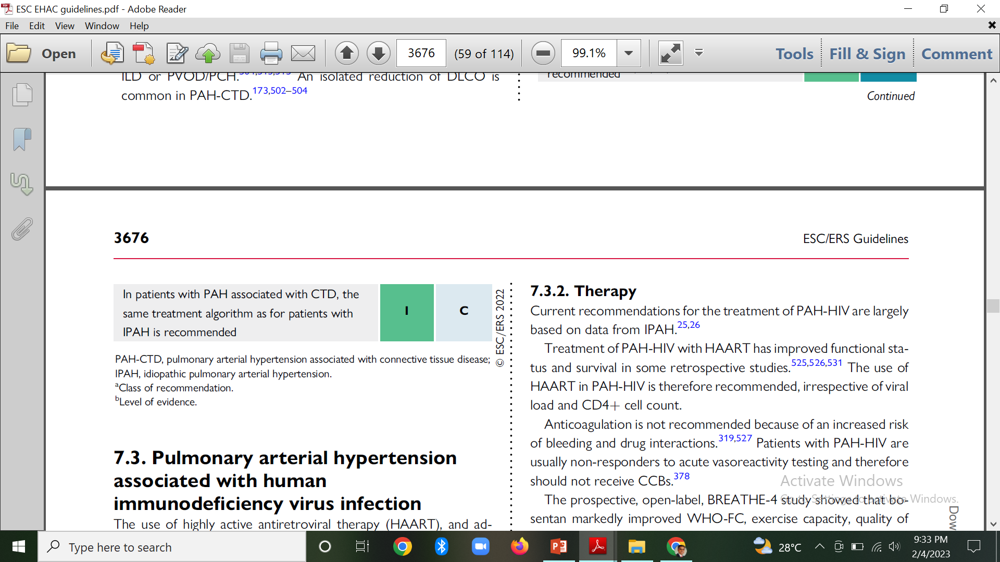 ESC EHAC guidelines.pdf - Adobe Reader
File Edit View Window Help
Open 3676 (59 of 114) 99.1% Tools Fill & Sign Comment
ILD or PVOD/PCH. An isolated reduction of DLCO is
common in PAH-CTD.173,502–504
recommended
Continued
3676
ESC/ERS Guidelines
In patients with PAH associated with CTD, the
same treatment algorithm as for patients with
IPAH is recommended
I
C
© ESC/ERS 2022
PAH-CTD, pulmonary arterial hypertension associated with connective tissue disease;
IPAH, idiopathic pulmonary arterial hypertension.
aClass of recommendation.
bLevel of evidence.
7.3. Pulmonary arterial hypertension
associated with human
immunodeficiency virus infection
The use of highly active antiretroviral therapy (HAART), and ad-
7.3.2. Therapy
Current recommendations for the treatment of PAH-HIV are largely
based on data from IPAH.25,26
Treatment of PAH-HIV with HAART has improved functional sta-
tus and survival in some retrospective studies.525,526,531 The use of
HAART in PAH-HIV is therefore recommended, irrespective of viral
load and CD4+ cell count.
Anticoagulation is not recommended because of an increased risk
of bleeding and drug interactions.319,527 Patients with PAH-HIV are
usually non-responders to acute vasoreactivity testing and therefore
should not receive CCBs.378
The prospective, open-label, BREATHE-4 study showed that bo-
sentan markedly improved WHO-FC, exercise capacity, quality of
Activate Windows
Go to Settings to activate Windows.
Dow
Type here to search
28°C
9:33 PM
2/4/2023